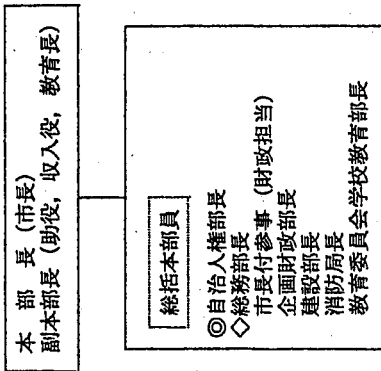 本部長(市長)
副本部長(助役,収入役,教育長)
総括本部員
◎自治人権部長
◇総務部長
市長付参事(財政担当)
企画財政部長
建設部長
消防局長
教育委員会学校教育部長